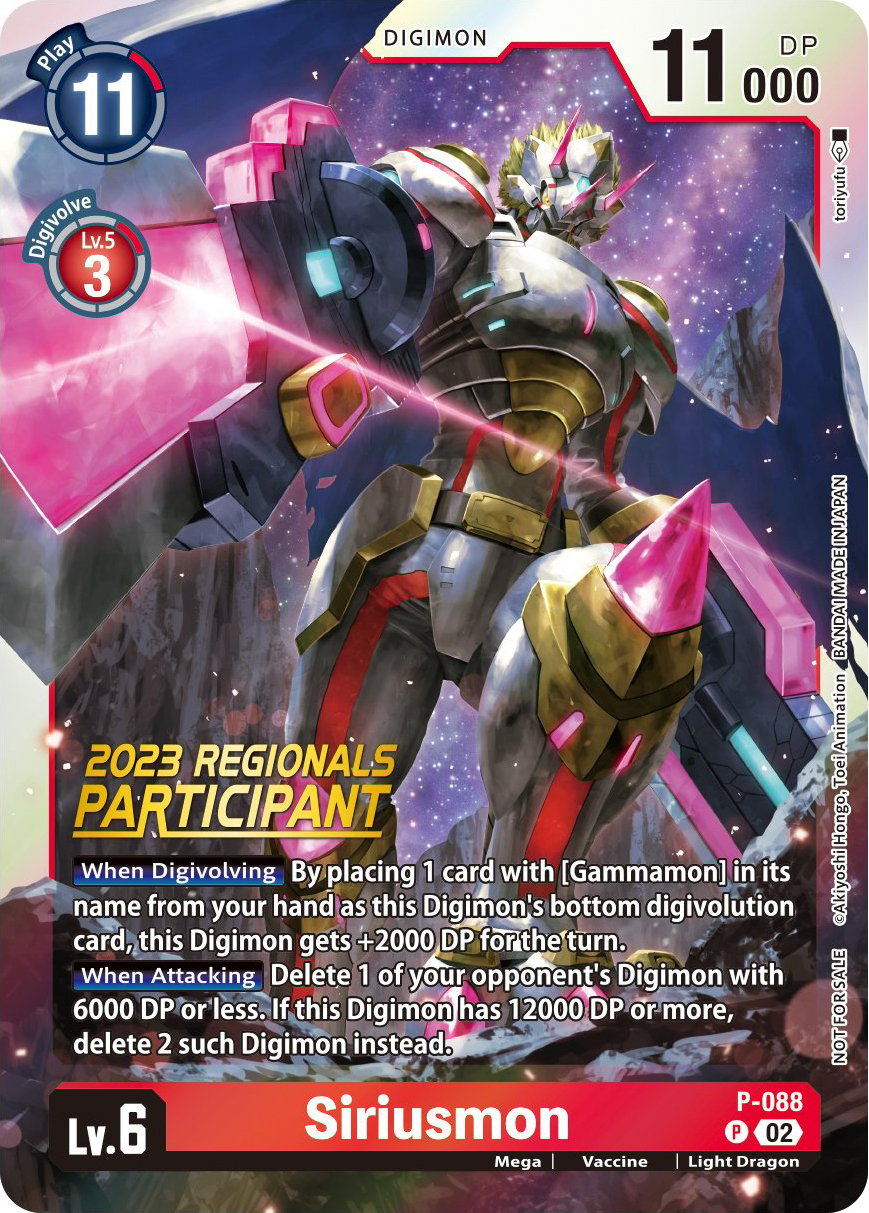 Play
11
DIGIMON
11000
DP
Digivolve
Lv.5
3
toriyufu
©Akiyoshi Hongo, Toei Animation BANDAI MADE IN JAPAN
NOT FOR SALE
2023 REGIONALS
PARTICIPANT
When Digivolving By placing 1 card with [Gammamon] in its
name from your hand as this Digimon's bottom digivolution
card, this Digimon gets +2000 DP for the turn.
When Attacking Delete 1 of your opponent's Digimon with
6000 DP or less. If this Digimon has 12000 DP or more,
delete 2 such Digimon instead.
Lv.6
Siriusmon
P-088
P 02
Mega | Vaccine | Light Dragon